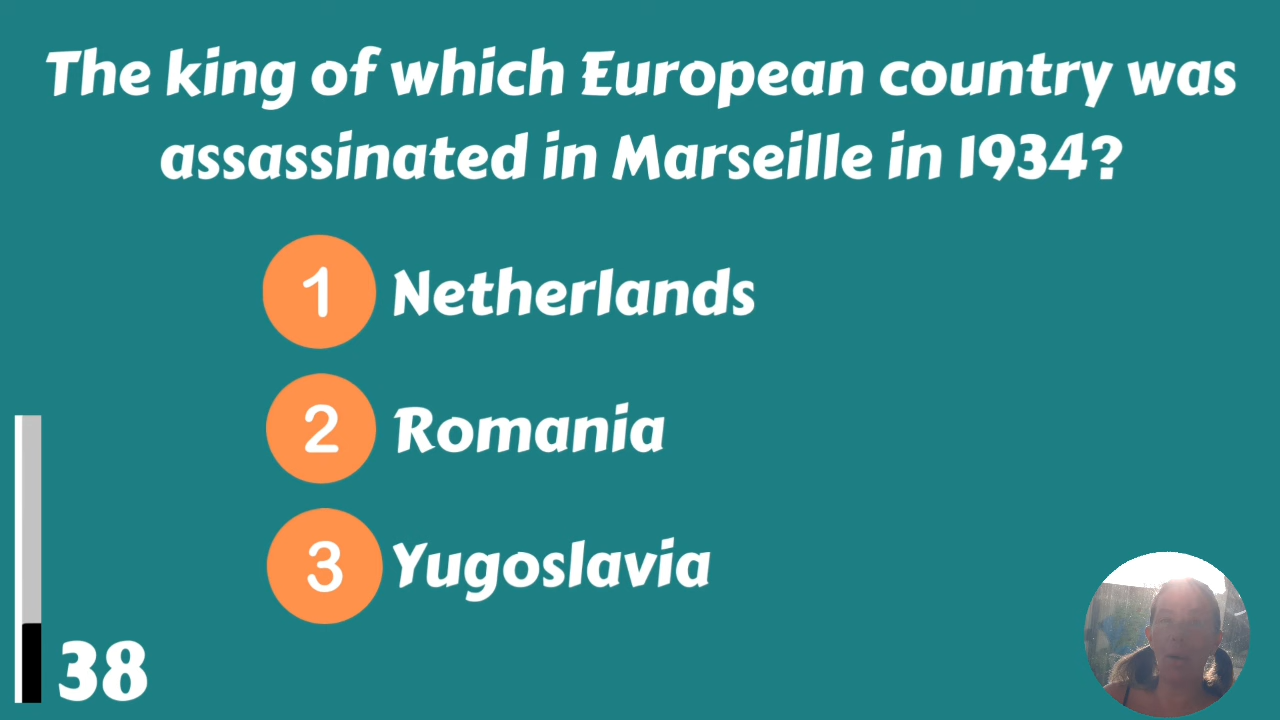 The king of which European country was
assassinated in Marseille in 1934?
1 Netherlands
2 Romania
3 Yugoslavia
38